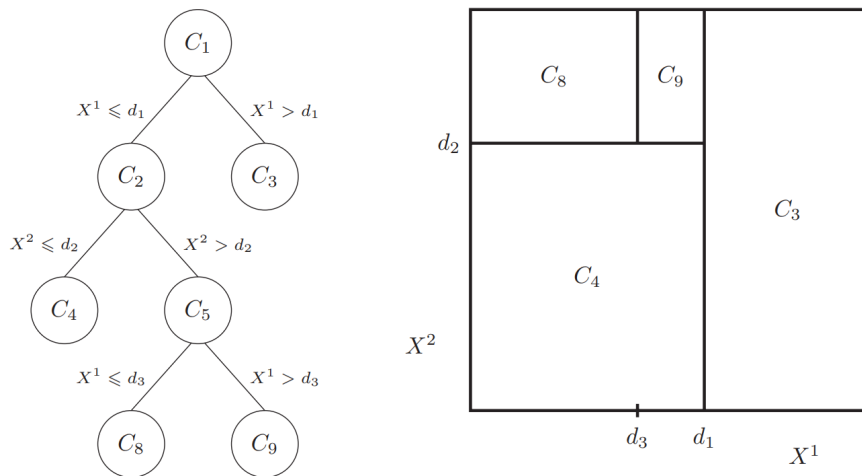 C₁
X¹ ⩽ d₁ X¹ > d₁
C₂ C₃
X² ⩽ d₂ X² > d₂
C₄ C₅
X¹ ⩽ d₃ X¹ > d₃
C₈ C₉
C₈ C₉
d₂
C₃
C₄
X²
d₃ d₁
X¹